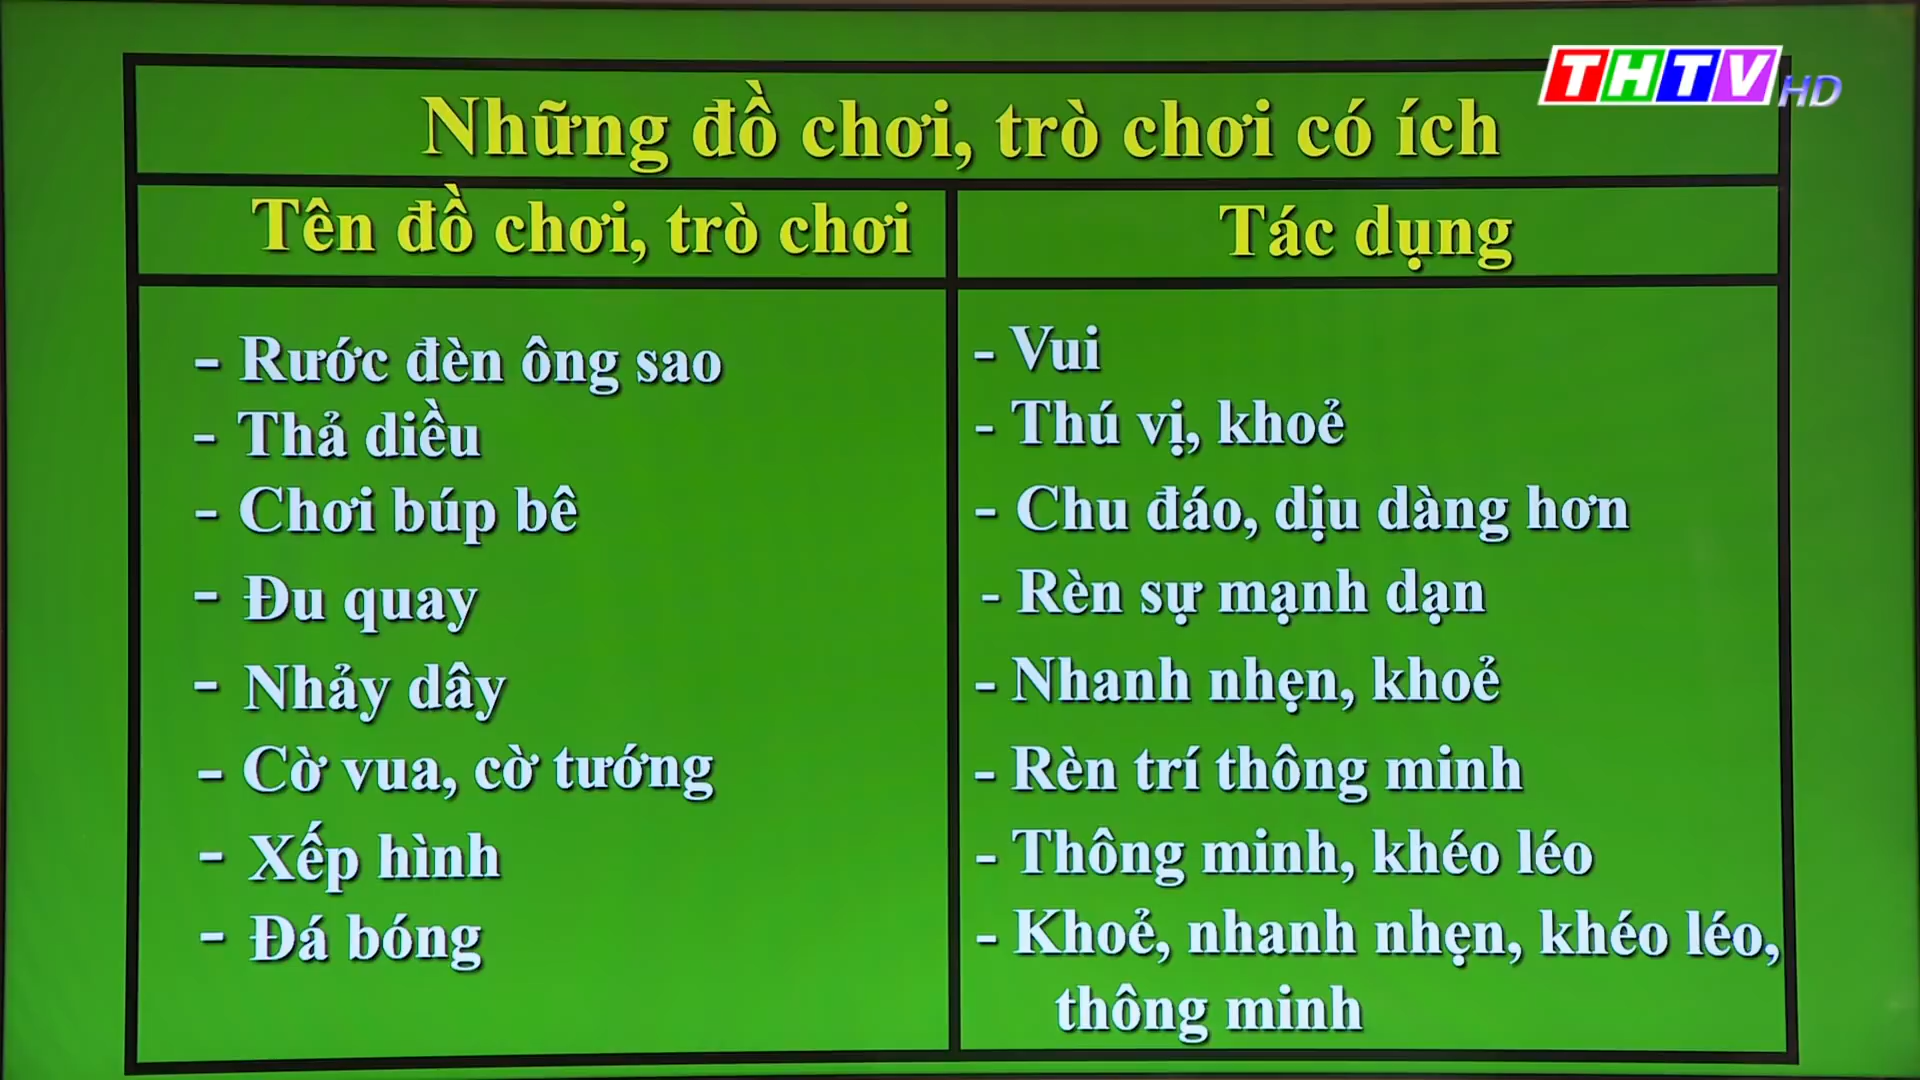 THTV HD
Những đồ chơi, trò chơi có ích
Tên đồ chơi, trò chơi
Tác dụng
- Rước đèn ông sao
- Vui
- Thả diều
- Thú vị, khoẻ
- Chơi búp bê
- Chu đáo, dịu dàng hơn
- Đu quay
- Rèn sự mạnh dạn
- Nhảy dây
- Nhanh nhẹn, khoẻ
- Cờ vua, cờ tướng
- Rèn trí thông minh
- Xếp hình
- Thông minh, khéo léo
- Đá bóng
- Khoẻ, nhanh nhẹn, khéo léo,
thông minh